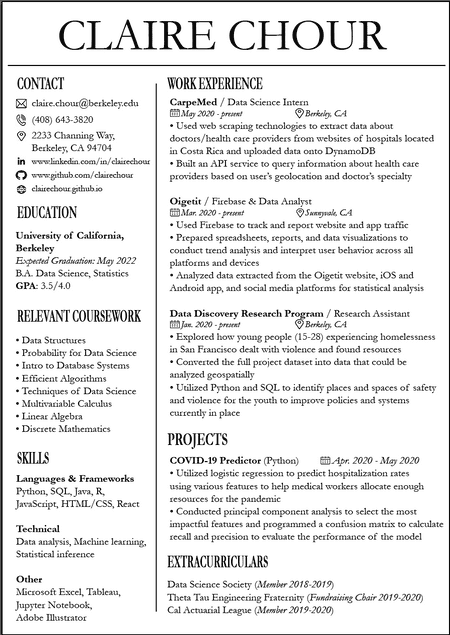 CLAIRE CHOUR
CONTACT
claire.chour@berkeley.edu
(408) 643-3820
2233 Channing Way,
Berkeley, CA 94704
www.linkedin.com/in/clairechour
www.github.com/clairechour
clairechour.github.io
EDUCATION
University of California,
Berkeley
Expected Graduation: May 2022
B.A. Data Science, Statistics
GPA: 3.5/4.0
RELEVANT COURSEWORK
• Data Structures
• Probability for Data Science
• Intro to Database Systems
• Efficient Algorithms
• Techniques of Data Science
• Multivariable Calculus
• Linear Algebra
• Discrete Mathematics
SKILLS
Languages & Frameworks
Python, SQL, Java, R,
JavaScript, HTML/CSS, React
Technical
Data analysis, Machine learning,
Statistical inference
Other
Microsoft Excel, Tableau,
Jupyter Notebook,
Adobe Illustrator
WORK EXPERIENCE
CarpeMed / Data Science Intern
May 2020 - present Berkeley, CA
• Used web scraping technologies to extract data about
doctors/health care providers from websites of hospitals located
in Costa Rica and uploaded data onto DynamoDB
• Built an API service to query information about health care
providers based on user's geolocation and doctor's specialty
Oigetit / Firebase & Data Analyst
Mar. 2020 - present Sunnyvale, CA
• Used Firebase to track and report website and app traffic
• Prepared spreadsheets, reports, and data visualizations to
conduct trend analysis and interpret user behavior across all
platforms and devices
• Analyzed data extracted from the Oigetit website, iOS and
Android app, and social media platforms for statistical analysis
Data Discovery Research Program / Research Assistant
Jan. 2020 - present Berkeley, CA
• Explored how young people (15-28) experiencing homelessness
in San Francisco dealt with violence and found resources
• Converted the full project dataset into data that could be
analyzed geospatially
• Utilized Python and SQL to identify places and spaces of safety
and violence for the youth to improve policies and systems
currently in place
PROJECTS
COVID-19 Predictor (Python) Apr. 2020 - May 2020
• Utilized logistic regression to predict hospitalization rates
using various features to help medical workers allocate enough
resources for the pandemic
• Conducted principal component analysis to select the most
impactful features and programmed a confusion matrix to calculate
recall and precision to evaluate the performance of the model
EXTRACURRICULARS
Data Science Society (Member 2018-2019)
Theta Tau Engineering Fraternity (Fundraising Chair 2019-2020)
Cal Actuarial League (Member 2019-2020)